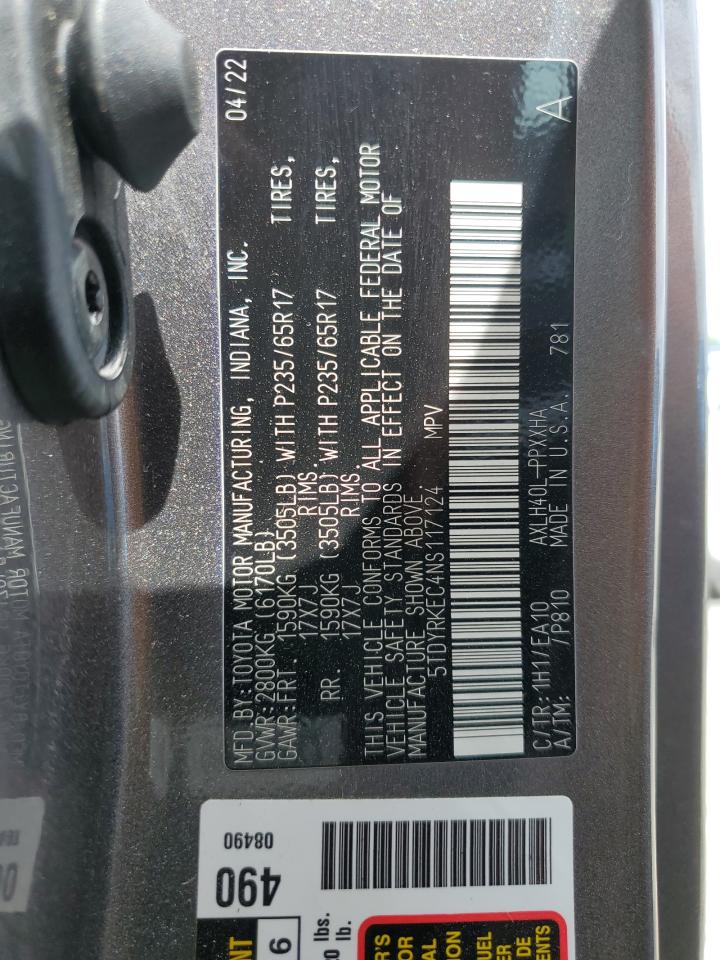 MFD.BY:TOYOTA MOTOR MANUFACTURING, INDIANA, INC. 04/22
GVWR:2800KG (6170LB)
GAWR:FRT. 1590KG (3505LB) WITH P235/65R17 TIRES,
17X7J RIMS.
RR. 1590KG (3505LB) WITH P235/65R17 TIRES,
17X7J RIMS.
THIS VEHICLE CONFORMS TO ALL APPLICABLE FEDERAL MOTOR
VEHICLE SAFETY STANDARDS IN EFFECT ON THE DATE OF
MANUFACTURE SHOWN ABOVE
5TDYRKEC4NS117124 MPV
C/TR:1H1/EA10 AXLH40L-PPXXHA A
A/TM: /P810 MADE IN U.S.A. 781
490
08490
6
lbs.
lb.